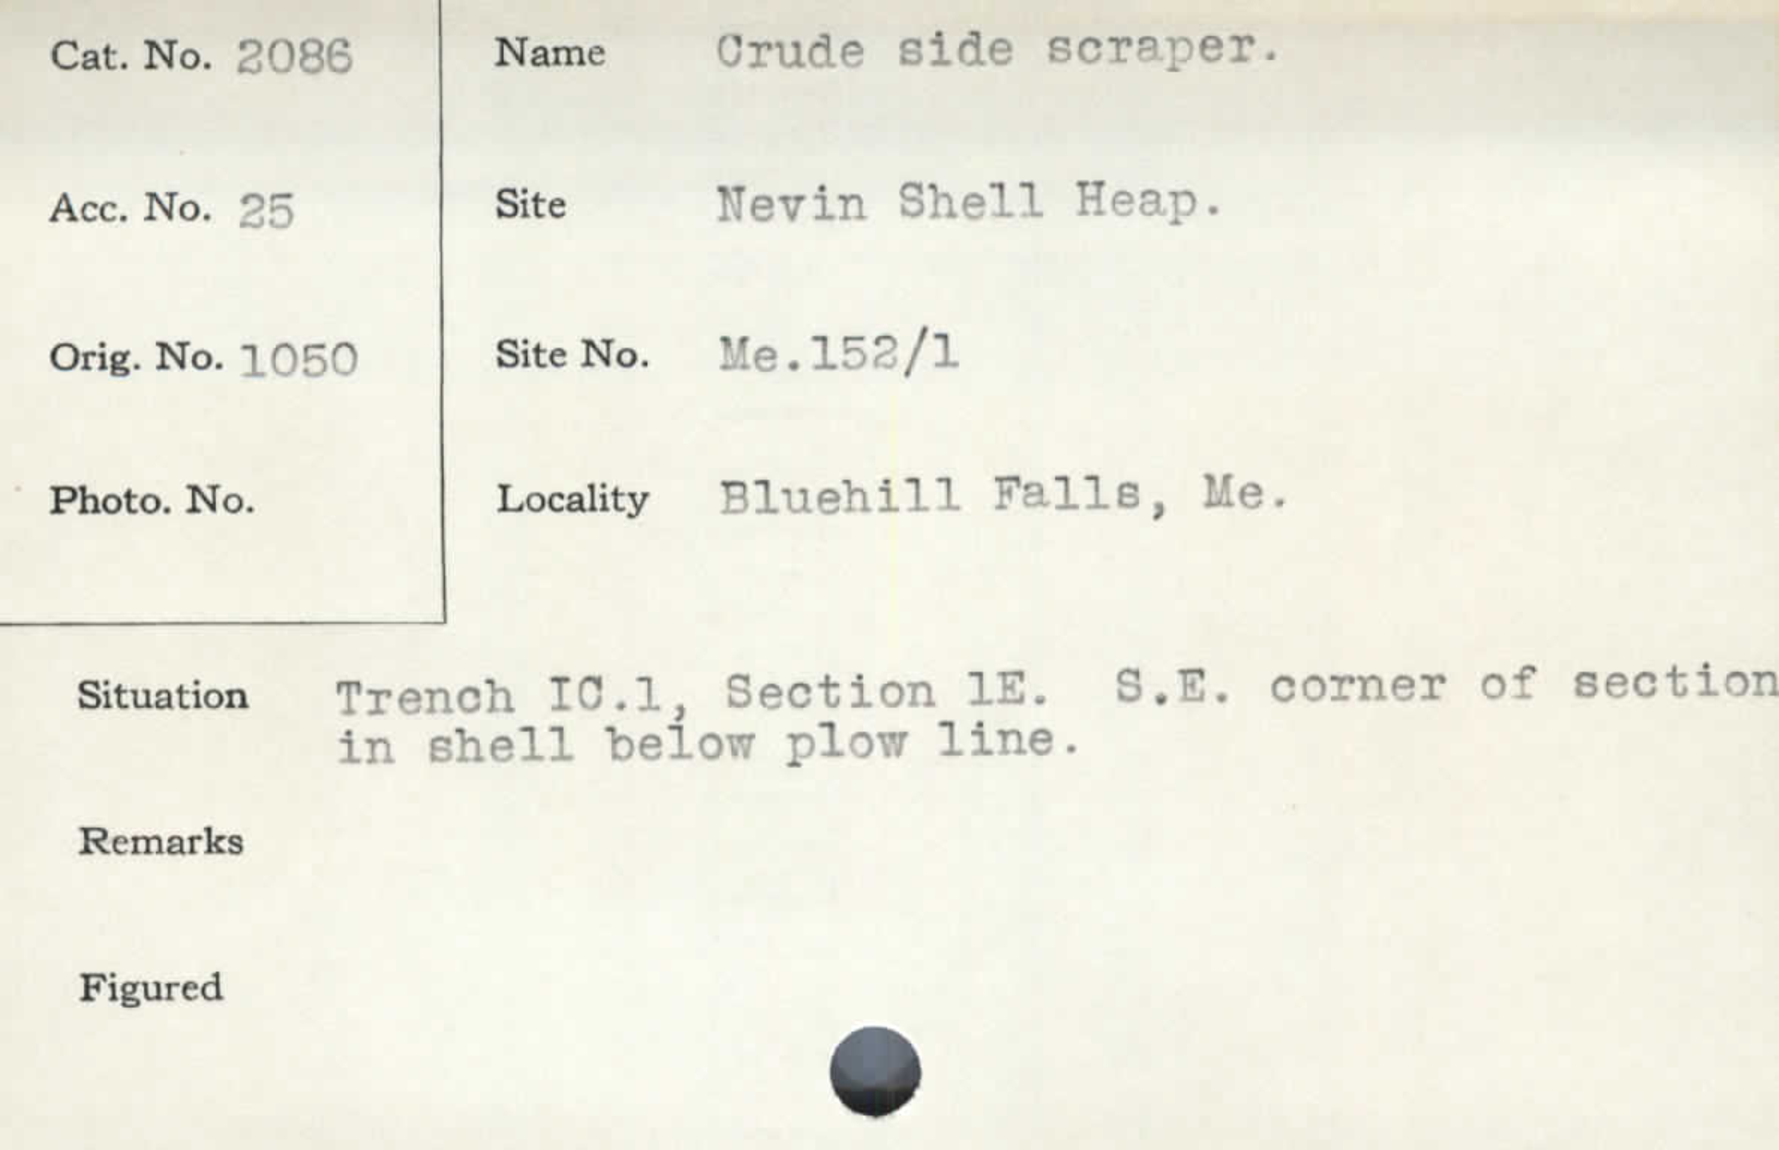 Cat. No. 2086
Name Crude side scraper.
Acc. No. 25
Site Nevin Shell Heap.
Orig. No. 1050
Site No. Me.152/1
Photo. No.
Locality Bluehill Falls, Me.
Situation Trench IC.1, Section 1E. S.E. corner of section
in shell below plow line.
Remarks
Figured